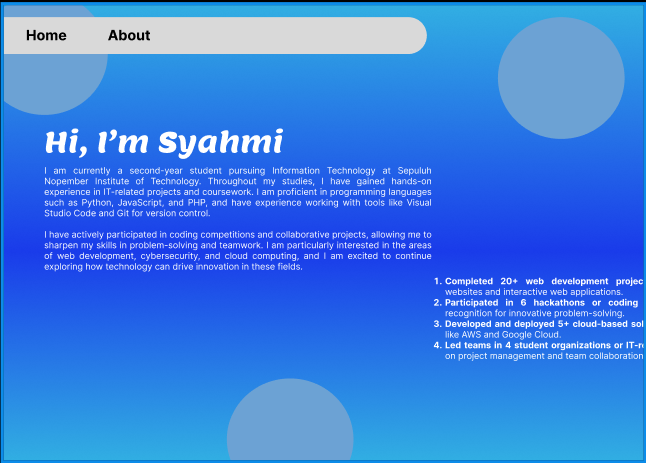 Home About
Hi, I’m Syahmi
I am currently a second-year student pursuing Information Technology at Sepuluh
Nopember Institute of Technology. Throughout my studies, I have gained hands-on
experience in IT-related projects and coursework. I am proficient in programming languages
such as Python, JavaScript, and PHP, and have experience working with tools like Visual
Studio Code and Git for version control.
I have actively participated in coding competitions and collaborative projects, allowing me to
sharpen my skills in problem-solving and teamwork. I am particularly interested in the areas
of web development, cybersecurity, and cloud computing, and I am excited to continue
exploring how technology can drive innovation in these fields.
1. Completed 20+ web development projec
websites and interactive web applications.
2. Participated in 6 hackathons or coding
recognition for innovative problem-solving.
3. Developed and deployed 5+ cloud-based sol
like AWS and Google Cloud.
4. Led teams in 4 student organizations or IT-r
on project management and team collaboration